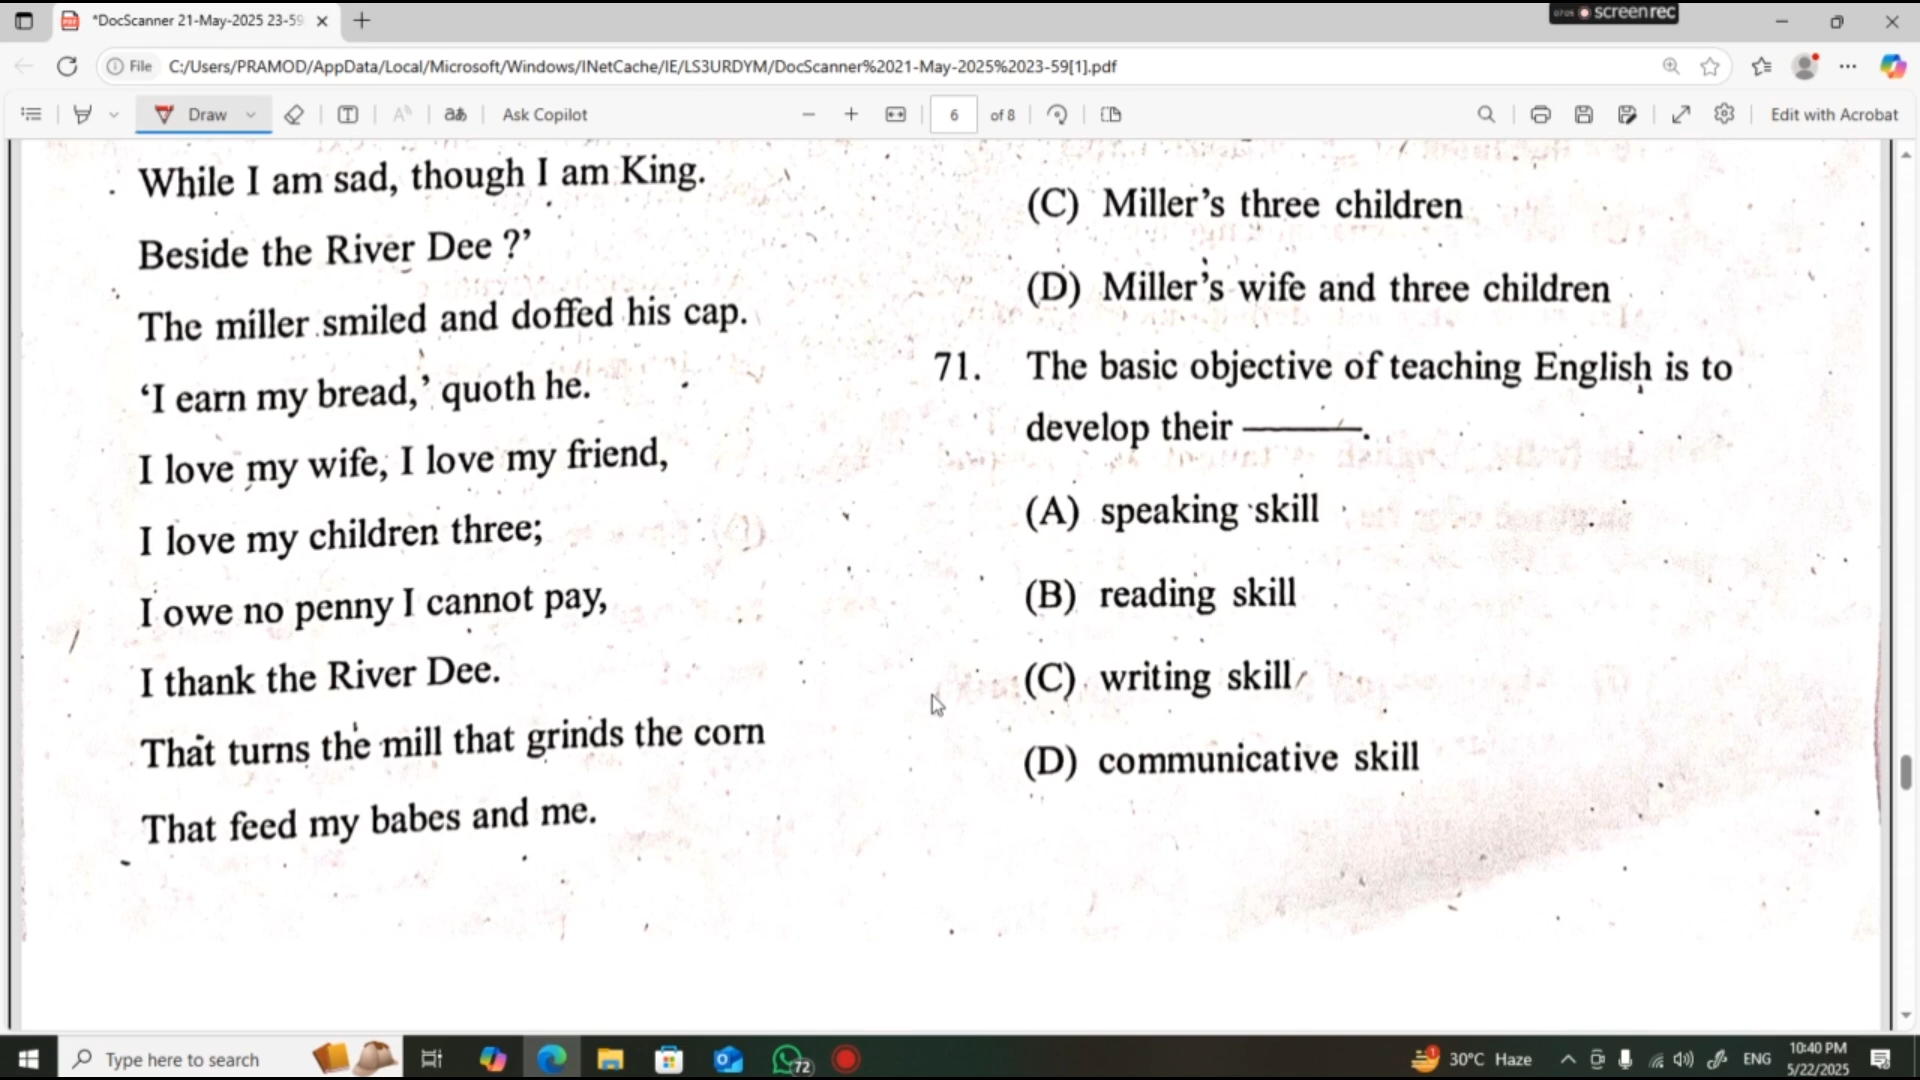 *DocScanner 21-May-2025 23-59
screenrec
File
C:/Users/PRAMOD/AppData/Local/Microsoft/Windows/INetCache/IE/LS3URDYM/DocScanner%2021-May-2025%2023-59[1].pdf
Draw
Ask Copilot
6 of 8
Edit with Acrobat
While I am sad, though I am King.
Beside the River Dee ?’
The miller smiled and doffed his cap.
‘I earn my bread,’ quoth he.
I love my wife, I love my friend,
I love my children three;
I owe no penny I cannot pay,
I thank the River Dee.
That turns the mill that grinds the corn
That feed my babes and me.
(C) Miller’s three children
(D) Miller’s wife and three children
71. The basic objective of teaching English is to
develop their ———.
(A) speaking skill
(B) reading skill
(C) writing skill
(D) communicative skill
Type here to search
72
1
30°C Haze
ENG
10:40 PM
5/22/2025